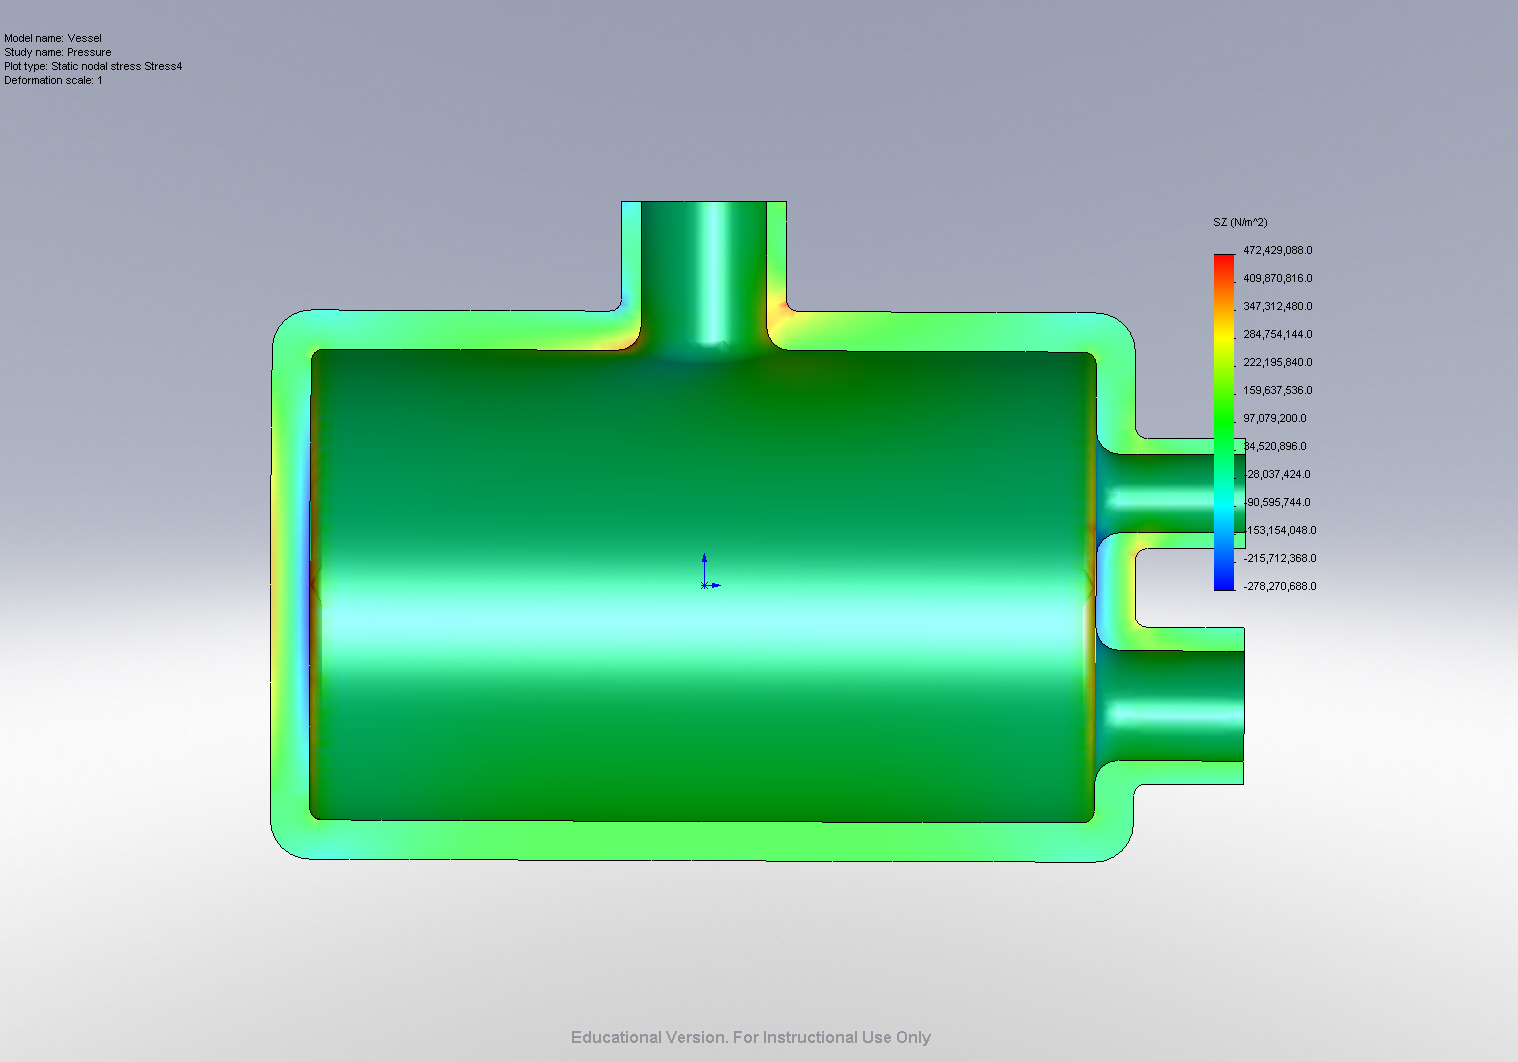 Model name: Vessel
Study name: Pressure
Plot type: Static nodal stress Stress4
Deformation scale: 1
SZ (N/m^2)
472,429,088.0
409,870,816.0
347,312,480.0
284,754,144.0
222,195,840.0
159,637,536.0
97,079,200.0
34,520,896.0
-28,037,424.0
-90,595,744.0
-153,154,048.0
-215,712,368.0
-278,270,688.0
Educational Version. For Instructional Use Only